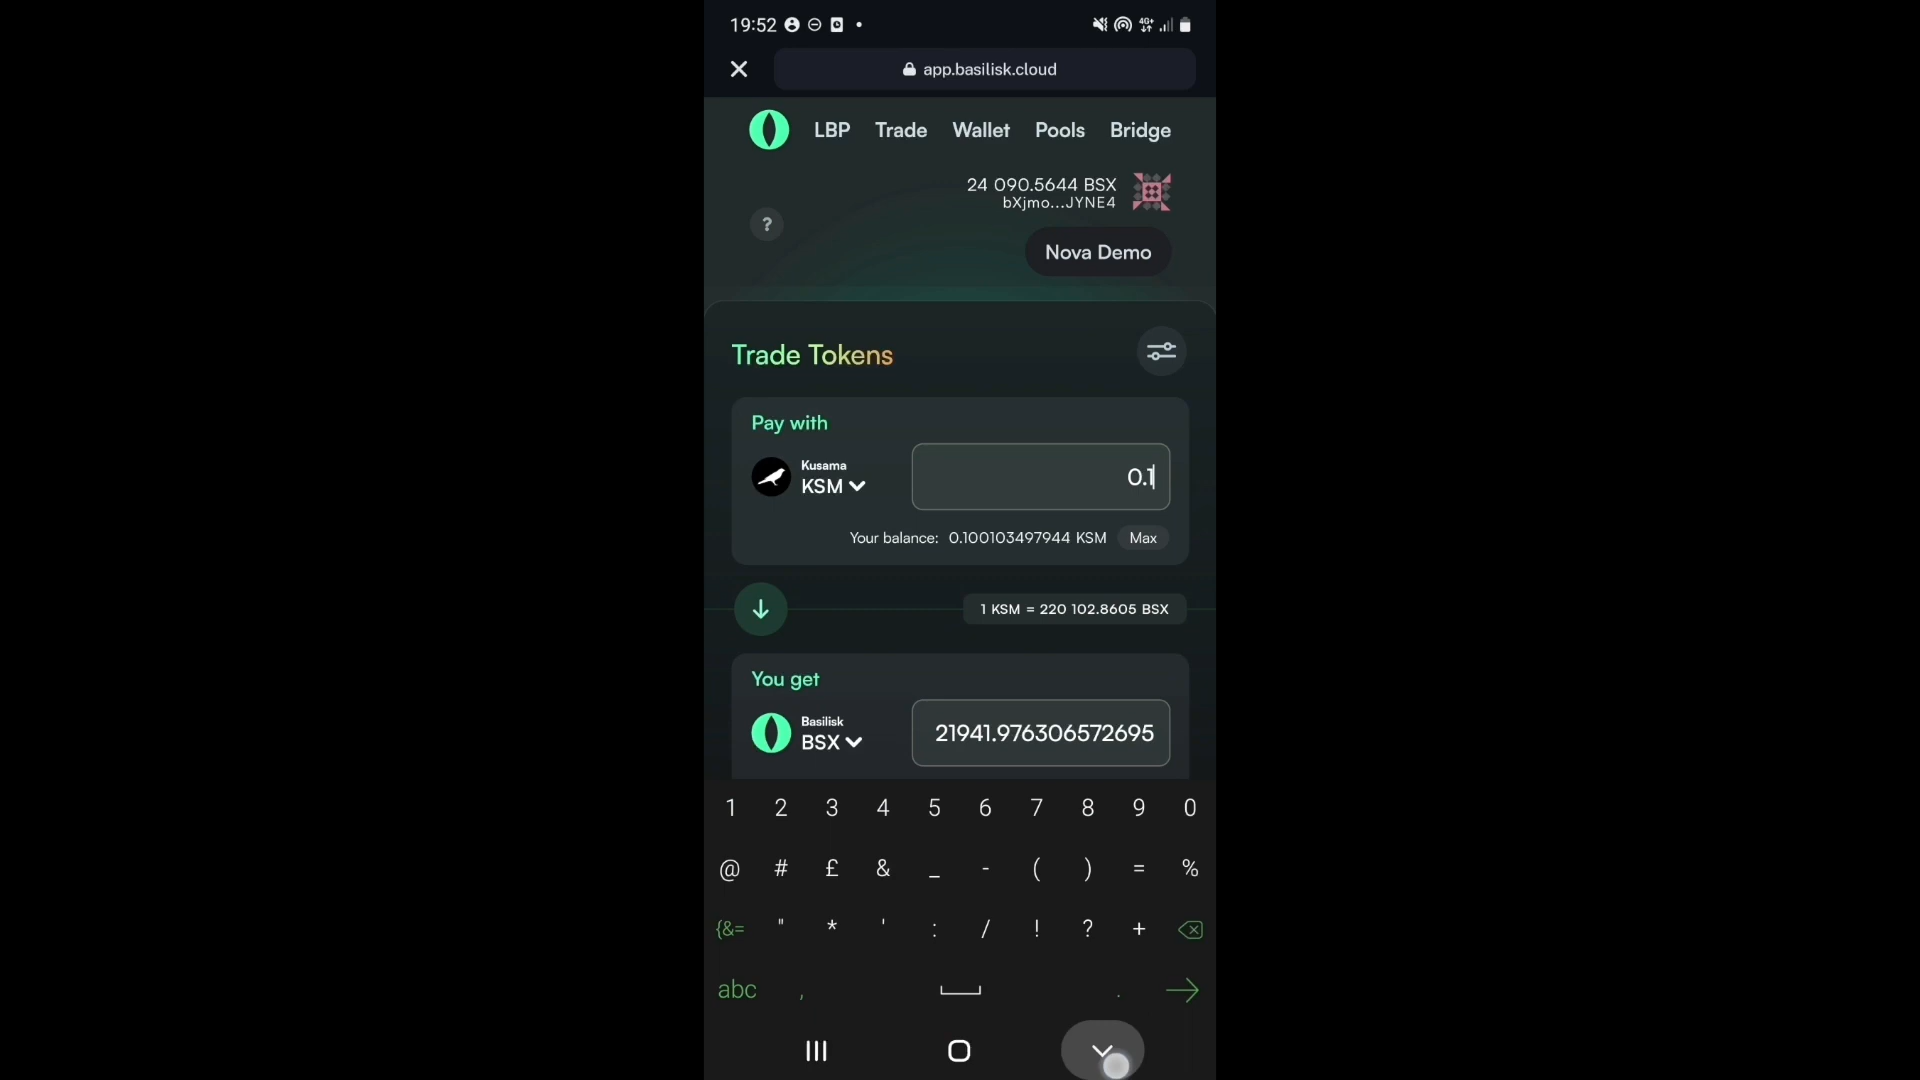 19:52
4G+
app.basilisk.cloud
LBP Trade Wallet Pools Bridge
24 090.5644 BSX
bXjmo...JYNE4
?
Nova Demo
Trade Tokens
Pay with
Kusama
KSM
0.1
Your balance: 0.100103497944 KSM Max
1 KSM = 220 102.8605 BSX
You get
Basilisk
BSX
21941.976306572695
1 2 3 4 5 6 7 8 9 0
@ # £ & _ - ( ) = %
{&= " * ' : / ! ? +
abc , .